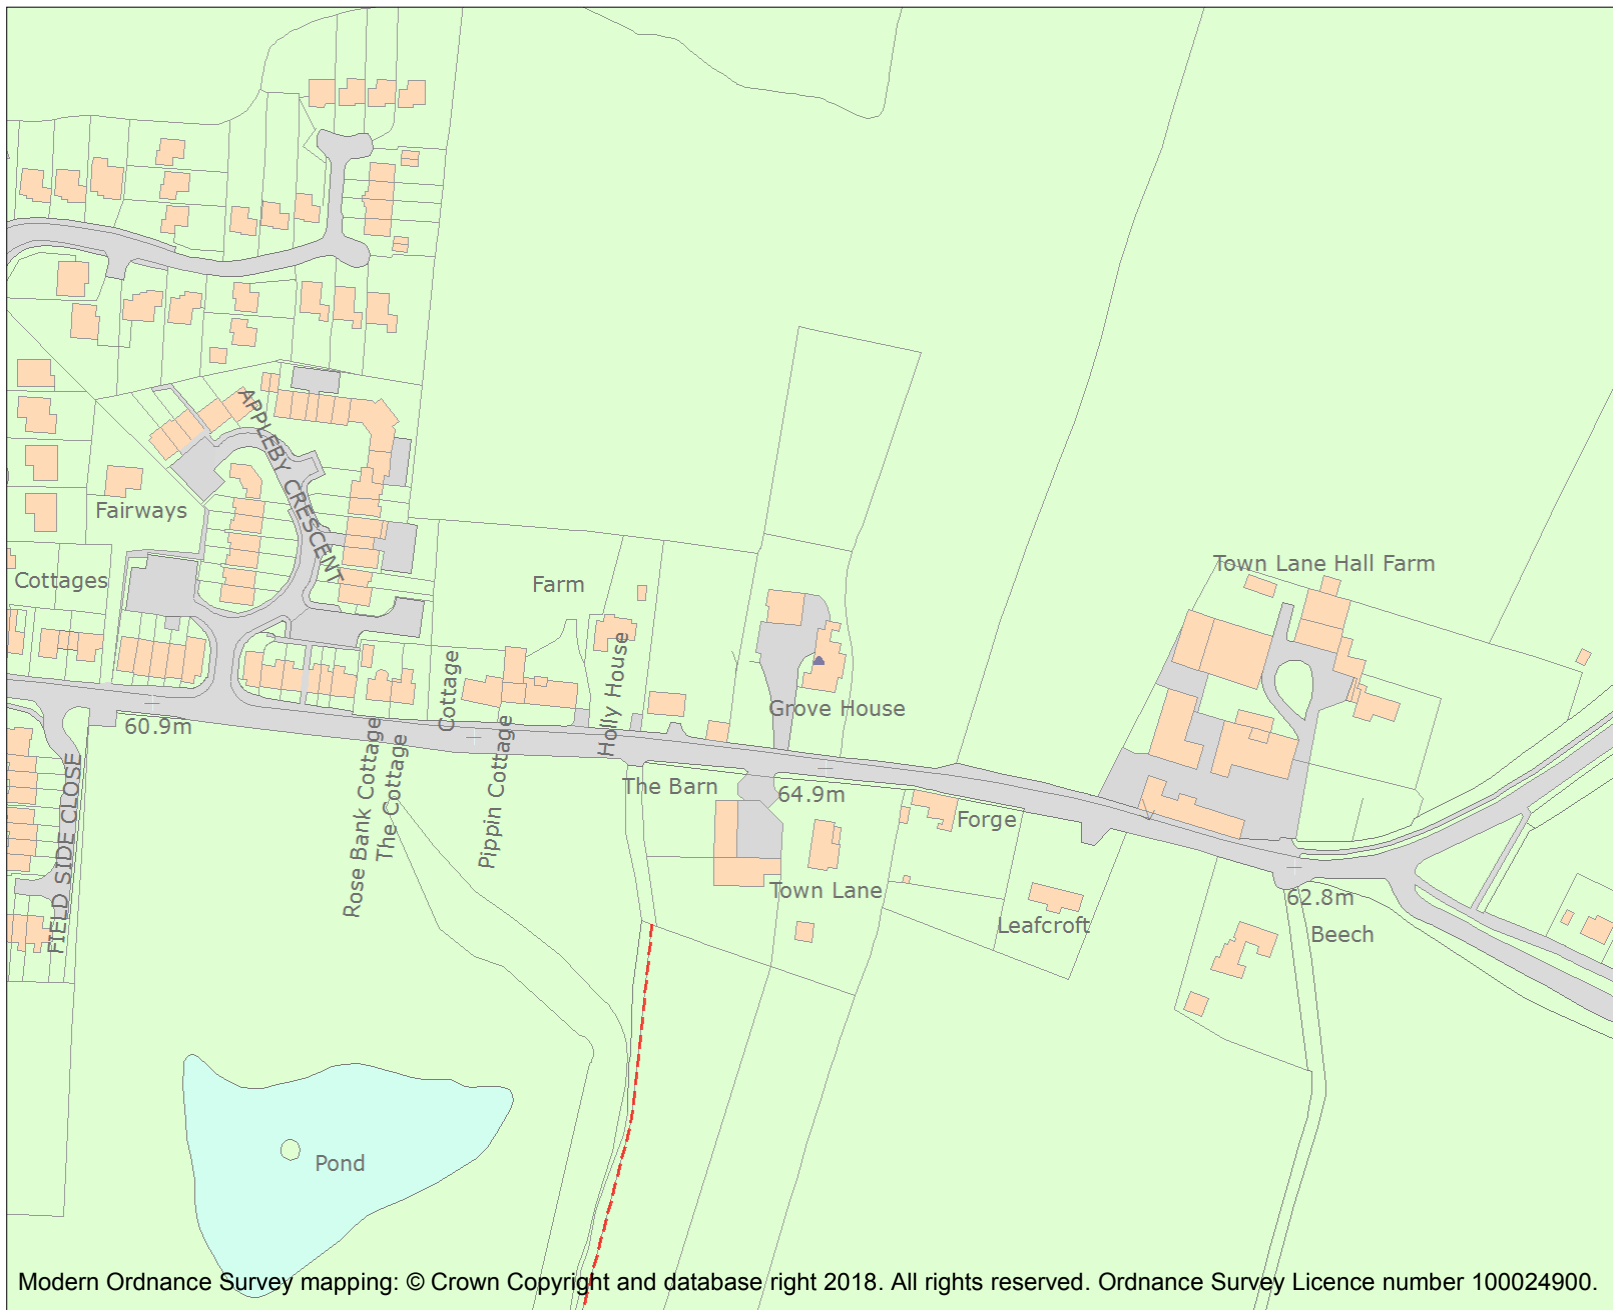 APPLEBY CRESCENT
Fairways
Town Lane Hall Farm
Cottages
Farm
Holly House
Cottage
Grove House
60.9m
Rose Bank Cottage
The Cottage
Pippin Cottage
FIELD SIDE CLOSE
The Barn
64.9m
Forge
Town Lane
62.8m
Leafcroft
Beech
Pond
Modern Ordnance Survey mapping: © Crown Copyright and database right 2018. All rights reserved. Ordnance Survey Licence number 100024900.